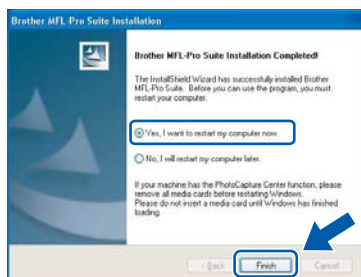 Brother MFL-Pro Suite Installation
Brother MFL-Pro Suite Installation Completed!
The InstallShield Wizard has successfully installed Brother
MFL-Pro Suite. Before you can use the program, you must
restart your computer.
Yes, I want to restart my computer now.
No, I will restart my computer later.
If your machine has the PhotoCapture Center function, please
remove all media cards before restarting Windows.
Please do not insert a media card until Windows has finished
loading.
< Back
Finish
Cancel